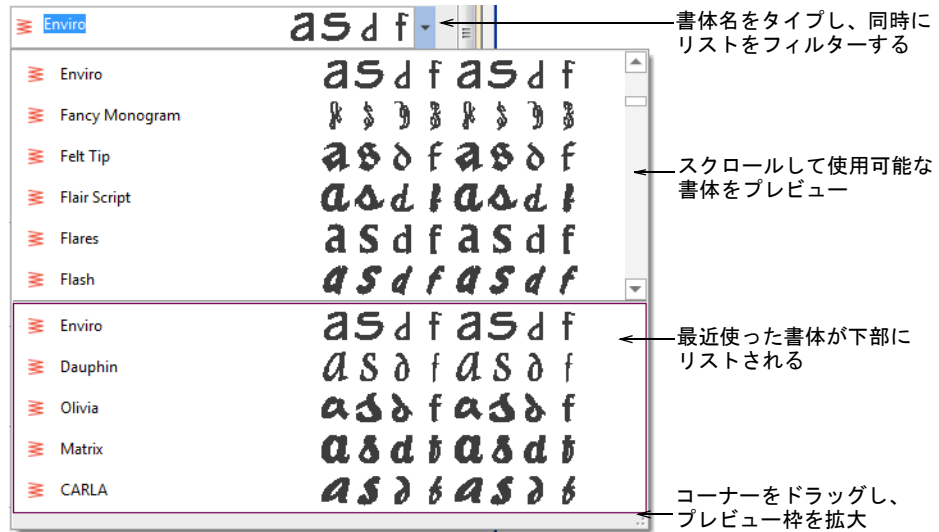 Enviro asdf
書体名をタイプし、同時に
リストをフィルターする
Enviro asdfasdf
Fancy Monogram asdfasdf
Felt Tip asdfasdf
Flair Script asdfasdf
Flares asdfasdf
Flash asdfasdf
スクロールして使用可能な
書体をプレビュー
Enviro asdfasdf
Dauphin asdfasdf
Olivia asdfasdf
Matrix asdfasdf
CARLA asdfasdf
最近使った書体が下部に
リストされる
コーナーをドラッグし、
プレビュー枠を拡大